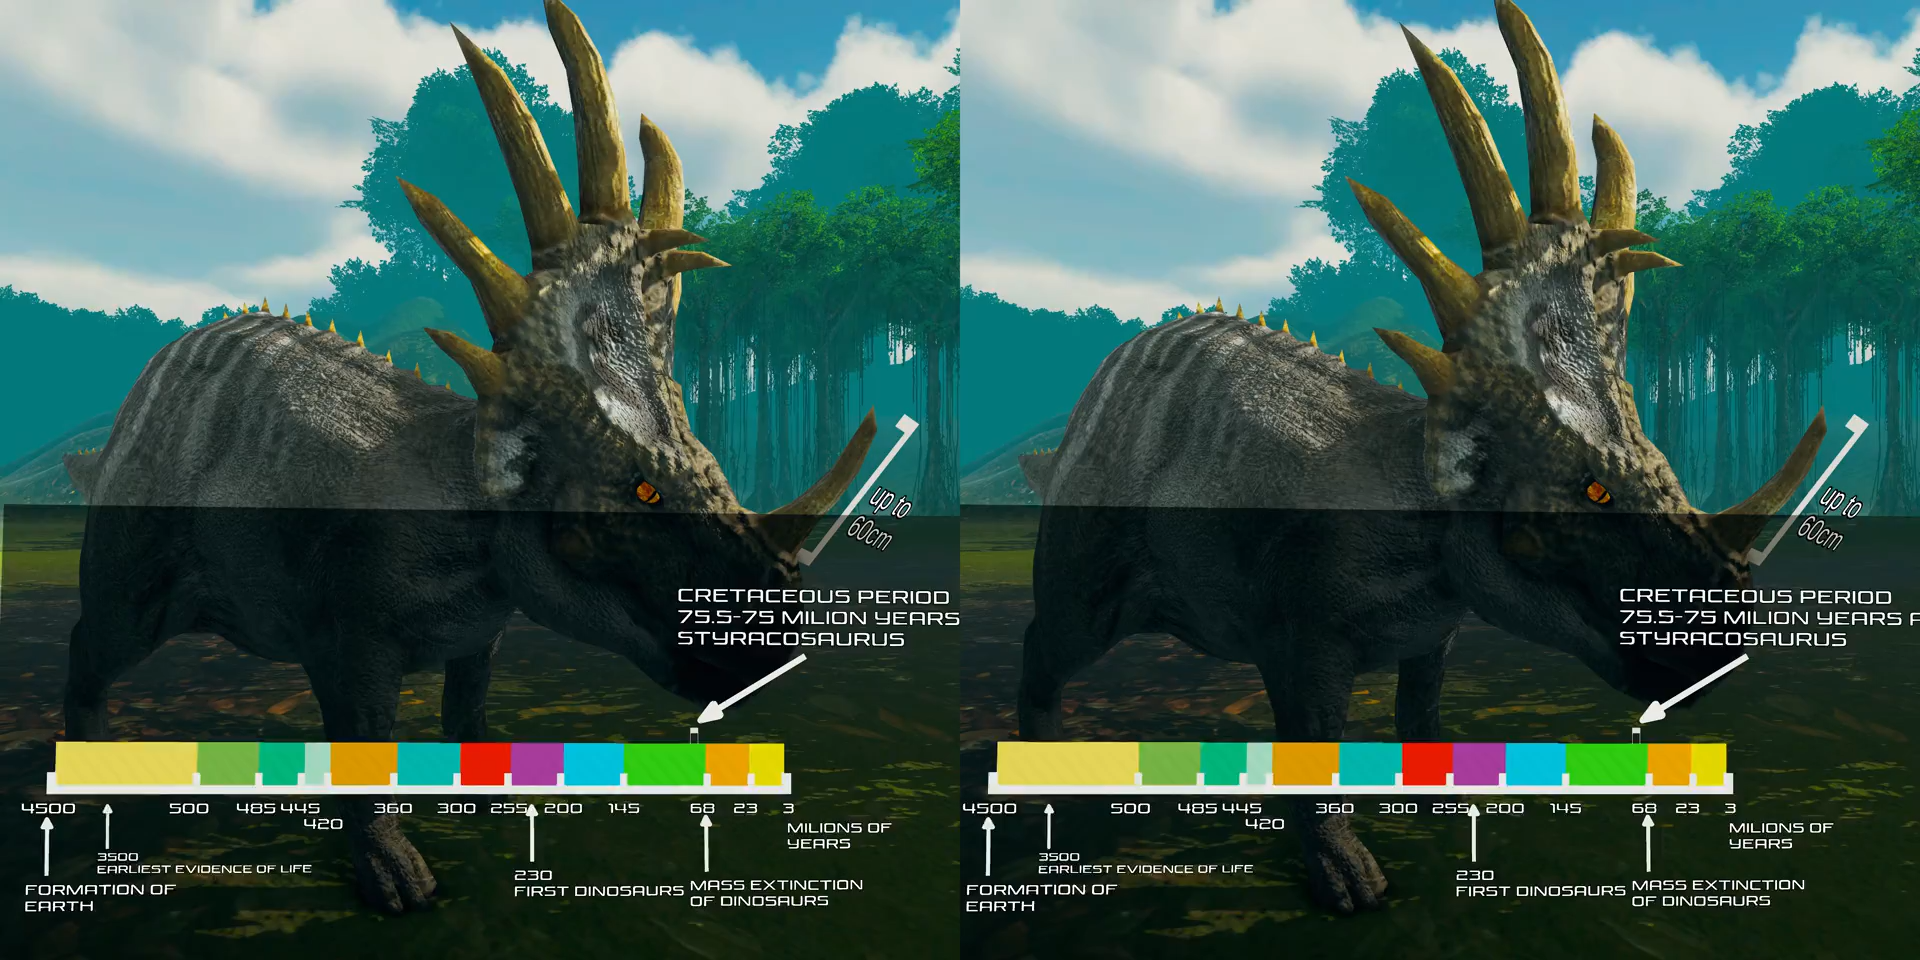 up to
60cm
CRETACEOUS PERIOD
75.5-75 MILION YEARS
STYRACOSAURUS
4500 500 485 445 360 300 255 200 145 68 23 3
420
MILIONS OF
YEARS
3500
EARLIEST EVIDENCE OF LIFE
FORMATION OF
EARTH
230
FIRST DINOSAURS
MASS EXTINCTION
OF DINOSAURS
up to
60cm
CRETACEOUS PERIOD
75.5-75 MILION YEARS
STYRACOSAURUS
4500 500 485 445 360 300 255 200 145 68 23 3
420
MILIONS OF
YEARS
3500
EARLIEST EVIDENCE OF LIFE
FORMATION OF
EARTH
230
FIRST DINOSAURS
MASS EXTINCTION
OF DINOSAURS